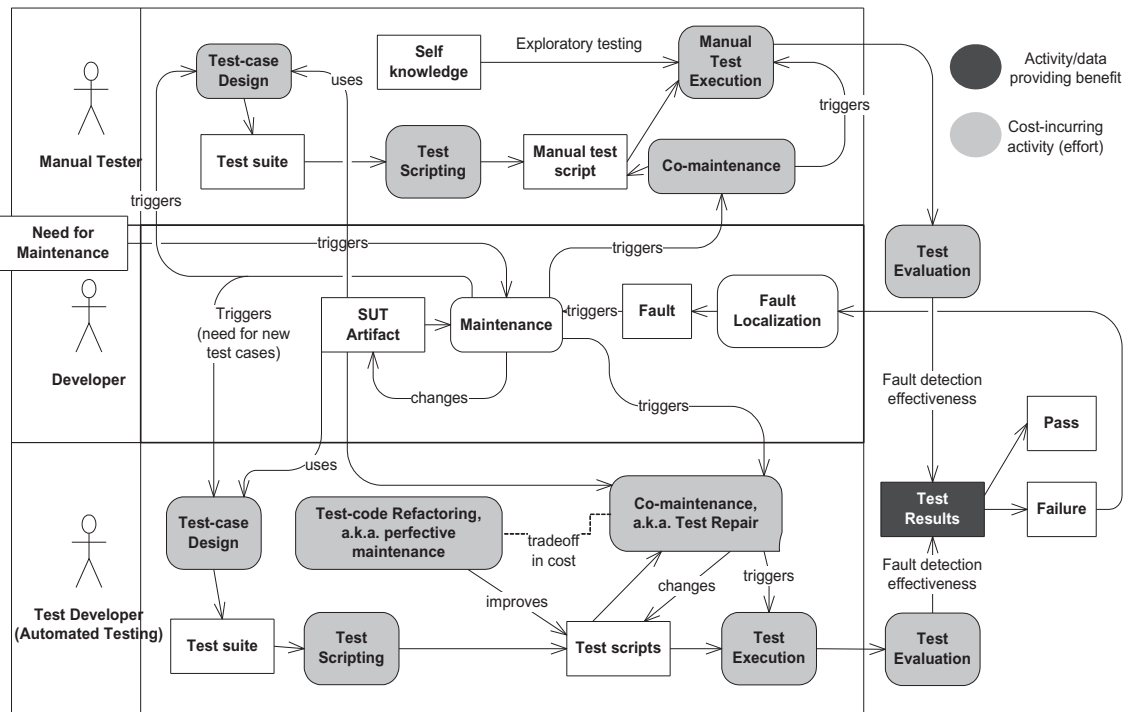 Self
knowledge
Exploratory testing
Manual
Test
Execution
Activity/data
providing benefit
Test-case
Design
uses
triggers
Cost-incurring
activity (effort)
Manual Tester
Test suite
Test
Scripting
Manual test
script
Co-maintenance
triggers
Need for
Maintenance
triggers
triggers
Test
Evaluation
Triggers
(need for new
test cases)
SUT
Artifact
Maintenance
triggers
Fault
Fault
Localization
Developer
changes
triggers
Fault detection
effectiveness
Pass
uses
Test-case
Design
Test-code Refactoring,
a.k.a. perfective
maintenance
tradeoff
in cost
Co-maintenance,
a.k.a. Test Repair
Test
Results
Failure
Fault detection
effectiveness
improves
changes
triggers
Test Developer
(Automated Testing)
Test suite
Test
Scripting
Test scripts
Test
Execution
Test
Evaluation